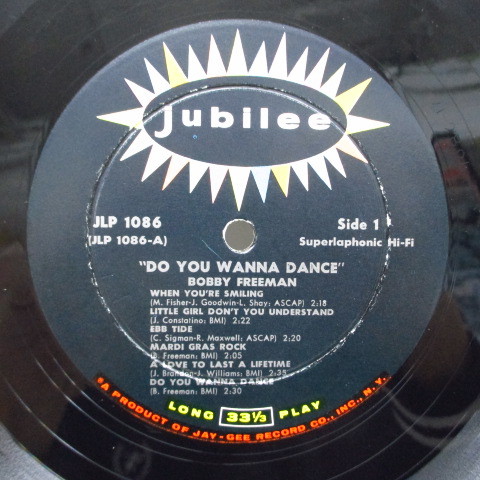 Jubilee
JLP 1086
Side 1
(JLP 1086-A)
Superlaphonic Hi-Fi
"DO YOU WANNA DANCE"
BOBBY FREEMAN
WHEN YOU'RE SMILING
(M. Fisher-J. Goodwin-L. Shay: ASCAP) 2:18
LITTLE GIRL DON'T YOU UNDERSTAND
(J. Constatino: BMI) 2:22
EBB TIDE
(C. Sigman-R. Maxwell: ASCAP) 2:20
MARDI GRAS ROCK
(B. Freeman: BMI) 2:05
A LOVE TO LAST A LIFETIME
(J. Brandon-J. Williams: BMI) 2:35
DO YOU WANNA DANCE
(B. Freeman: BMI) 2:30
LONG 33⅓ PLAY
A PRODUCT OF JAY-GEE RECORD CO., INC., N.Y.